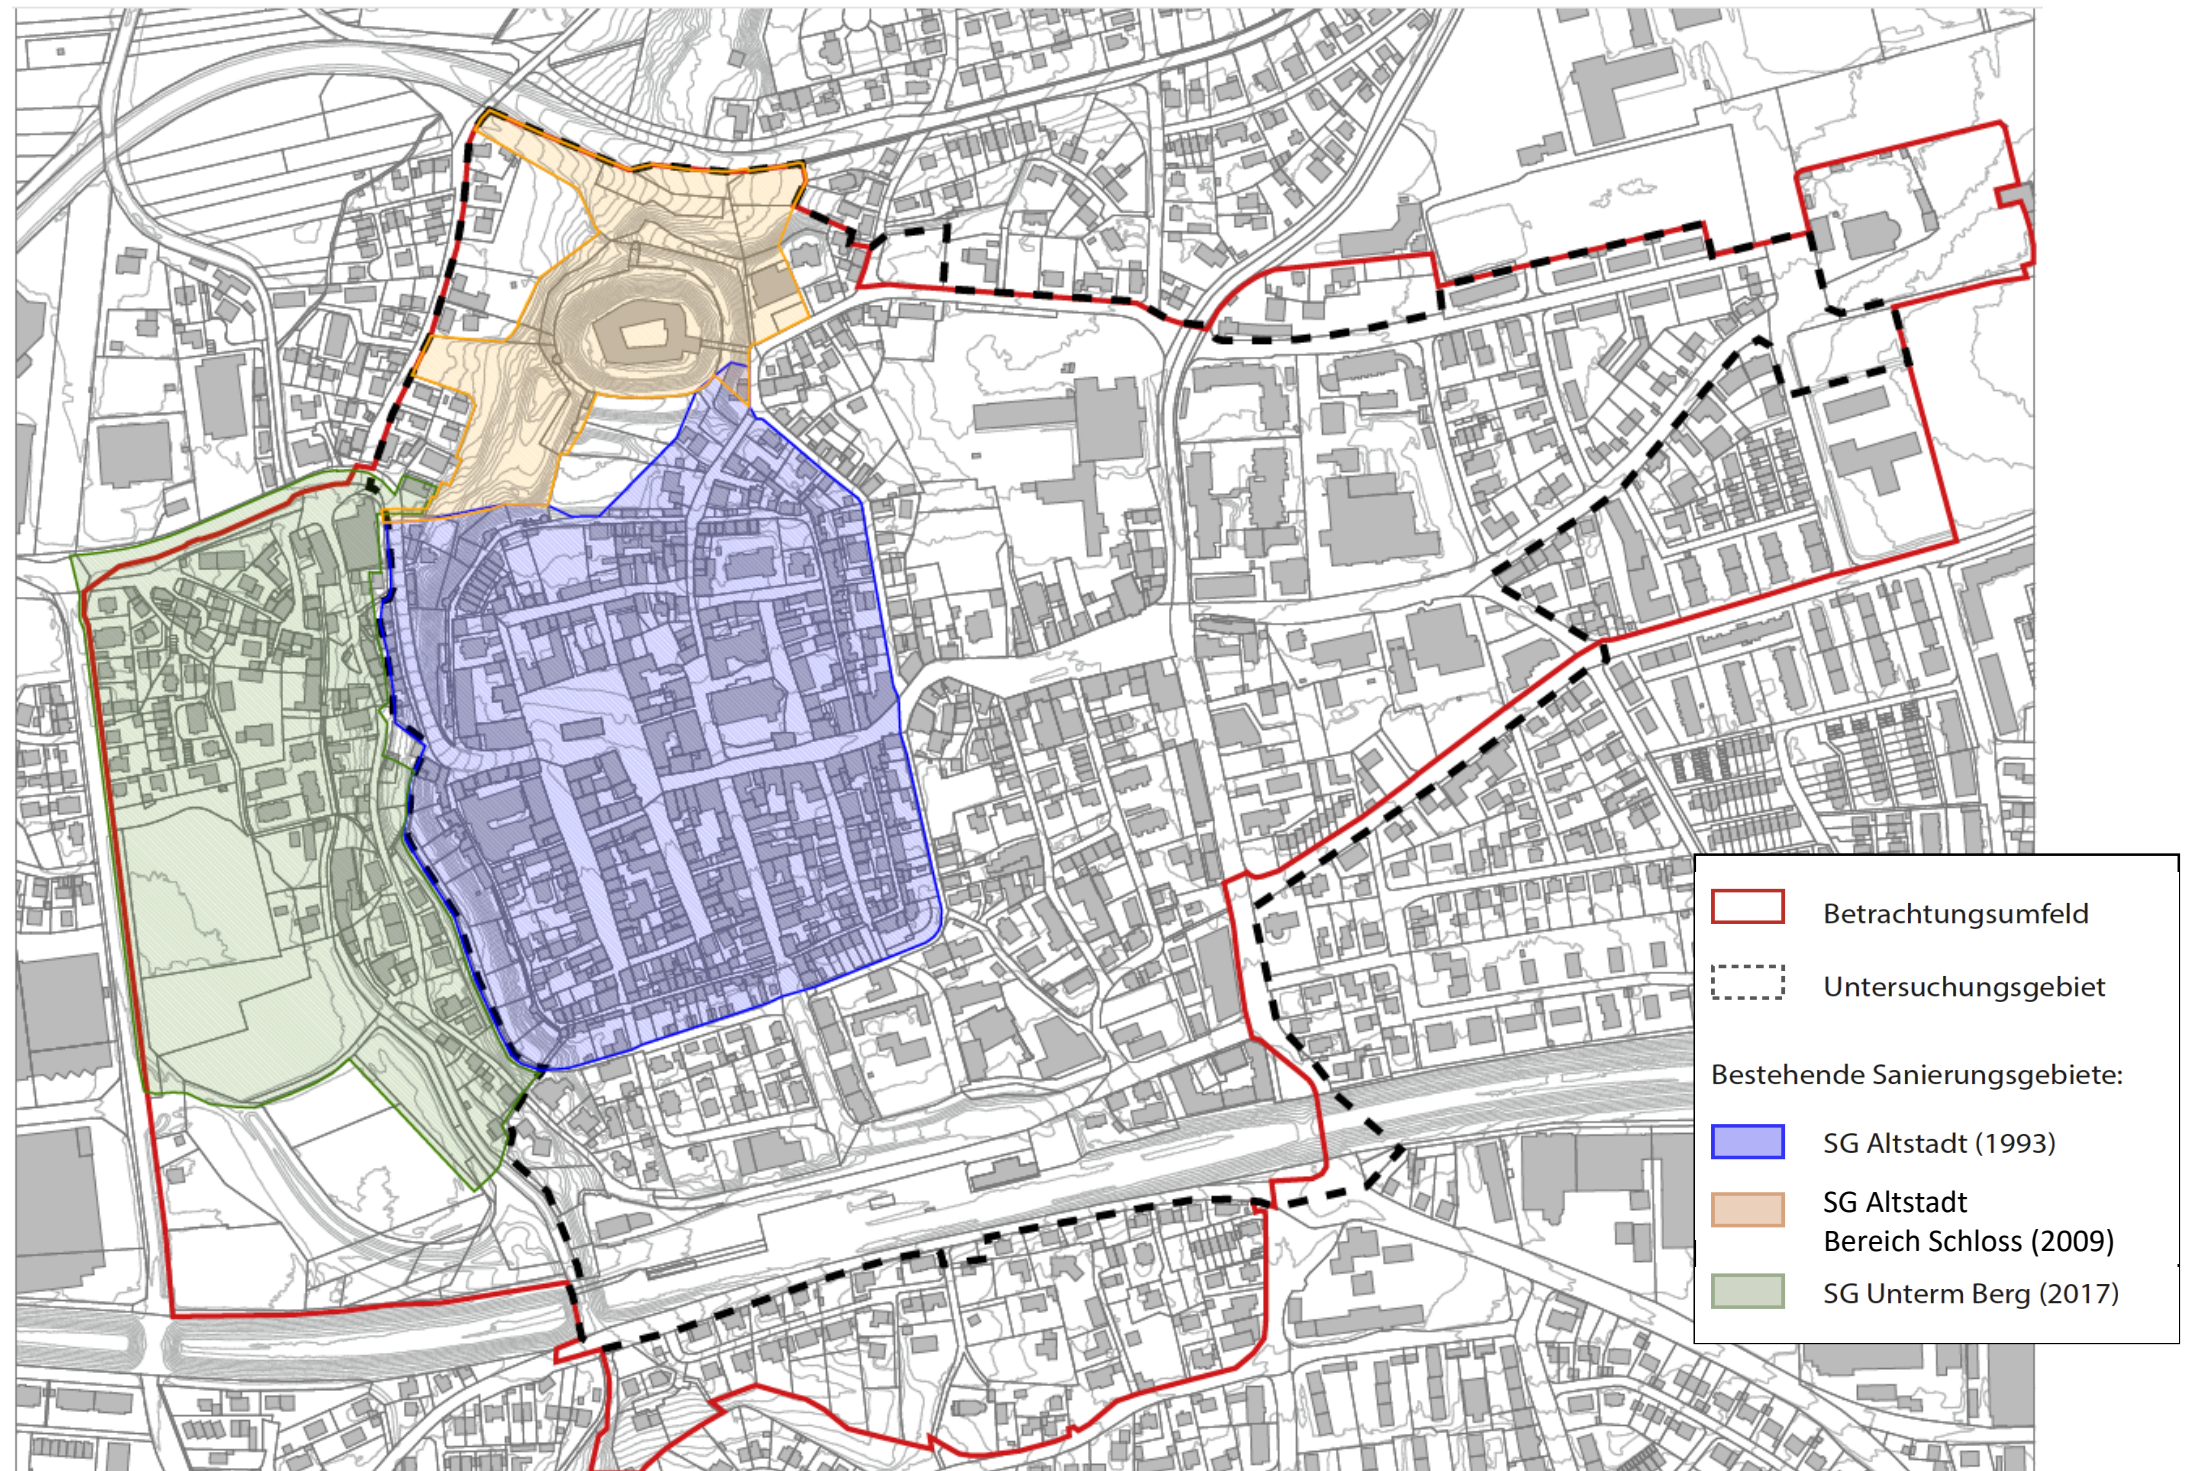 Betrachtungsumfeld
Untersuchungsgebiet
Bestehende Sanierungsgebiete:
SG Altstadt (1993)
SG Altstadt
Bereich Schloss (2009)
SG Unterm Berg (2017)